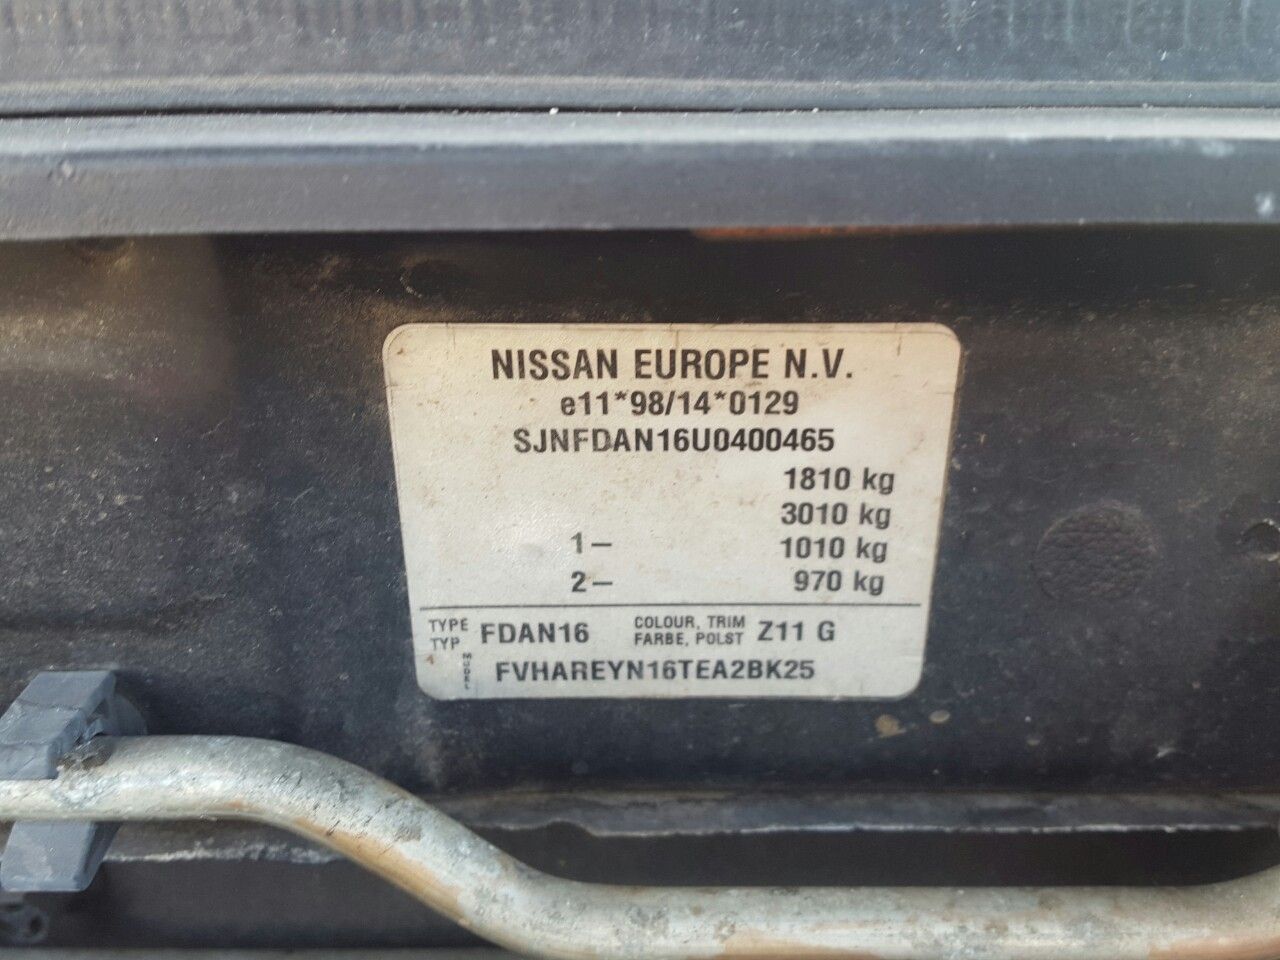 NISSAN EUROPE N.V.
e11*98/14*0129
SJNFDAN16U0400465
1810 kg
3010 kg
1– 1010 kg
2– 970 kg
TYPE TYP FDAN16 COLOUR, TRIM FARBE, POLST Z11 G
MODEL FVHAREYN16TEA2BK25